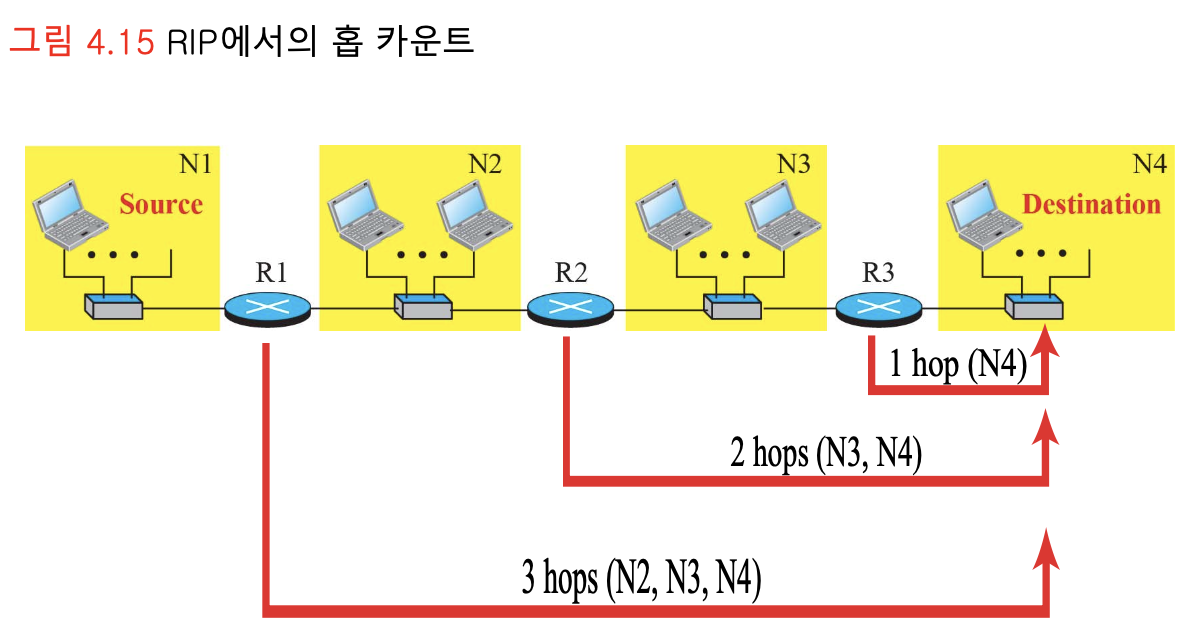 그림 4.15 RIP에서의 홉 카운트
N1
N2
N3
N4
Source
Destination
R1
R2
R3
1 hop (N4)
2 hops (N3, N4)
3 hops (N2, N3, N4)